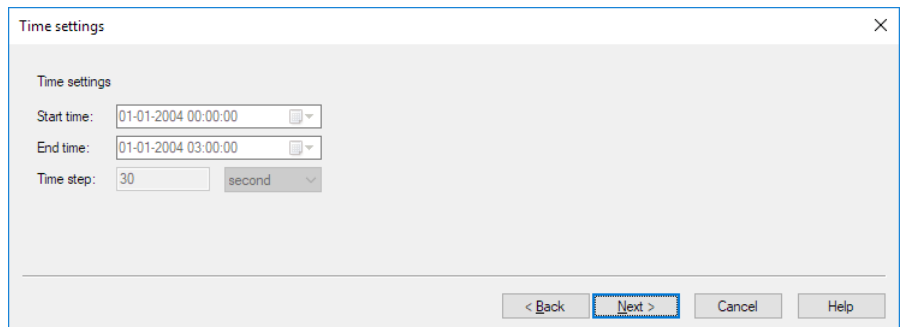 Time settings
Time settings
Start time: 01-01-2004 00:00:00
End time: 01-01-2004 03:00:00
Time step: 30 second
< Back Next > Cancel Help